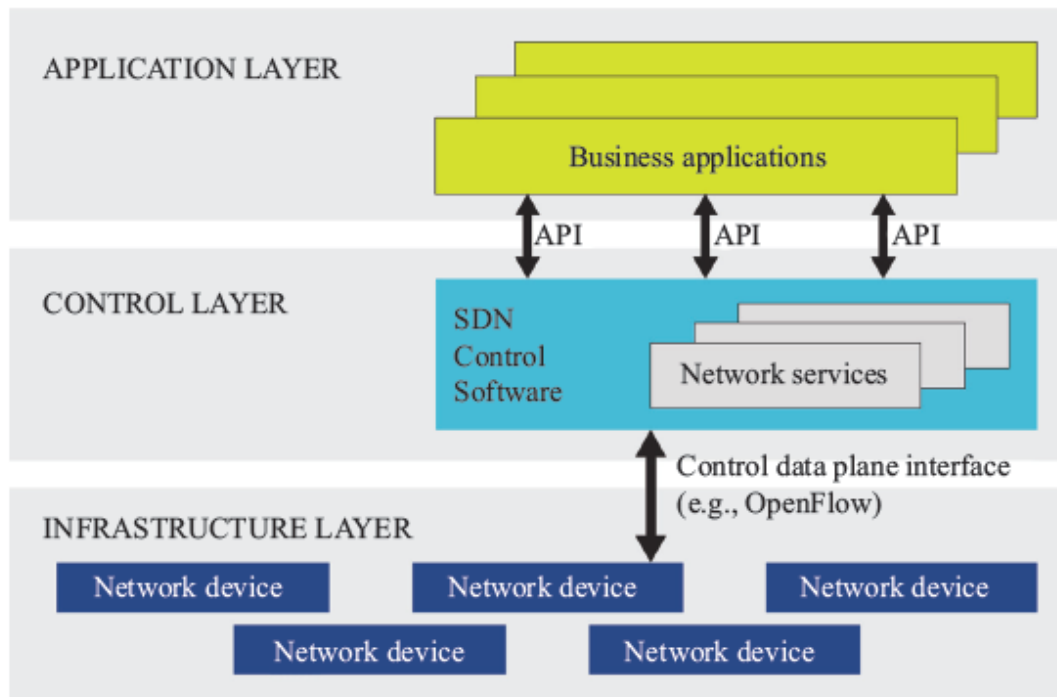 APPLICATION LAYER
Business applications
API
API
API
CONTROL LAYER
SDN
Control
Software
Network services
Control data plane interface
(e.g., OpenFlow)
INFRASTRUCTURE LAYER
Network device
Network device
Network device
Network device
Network device